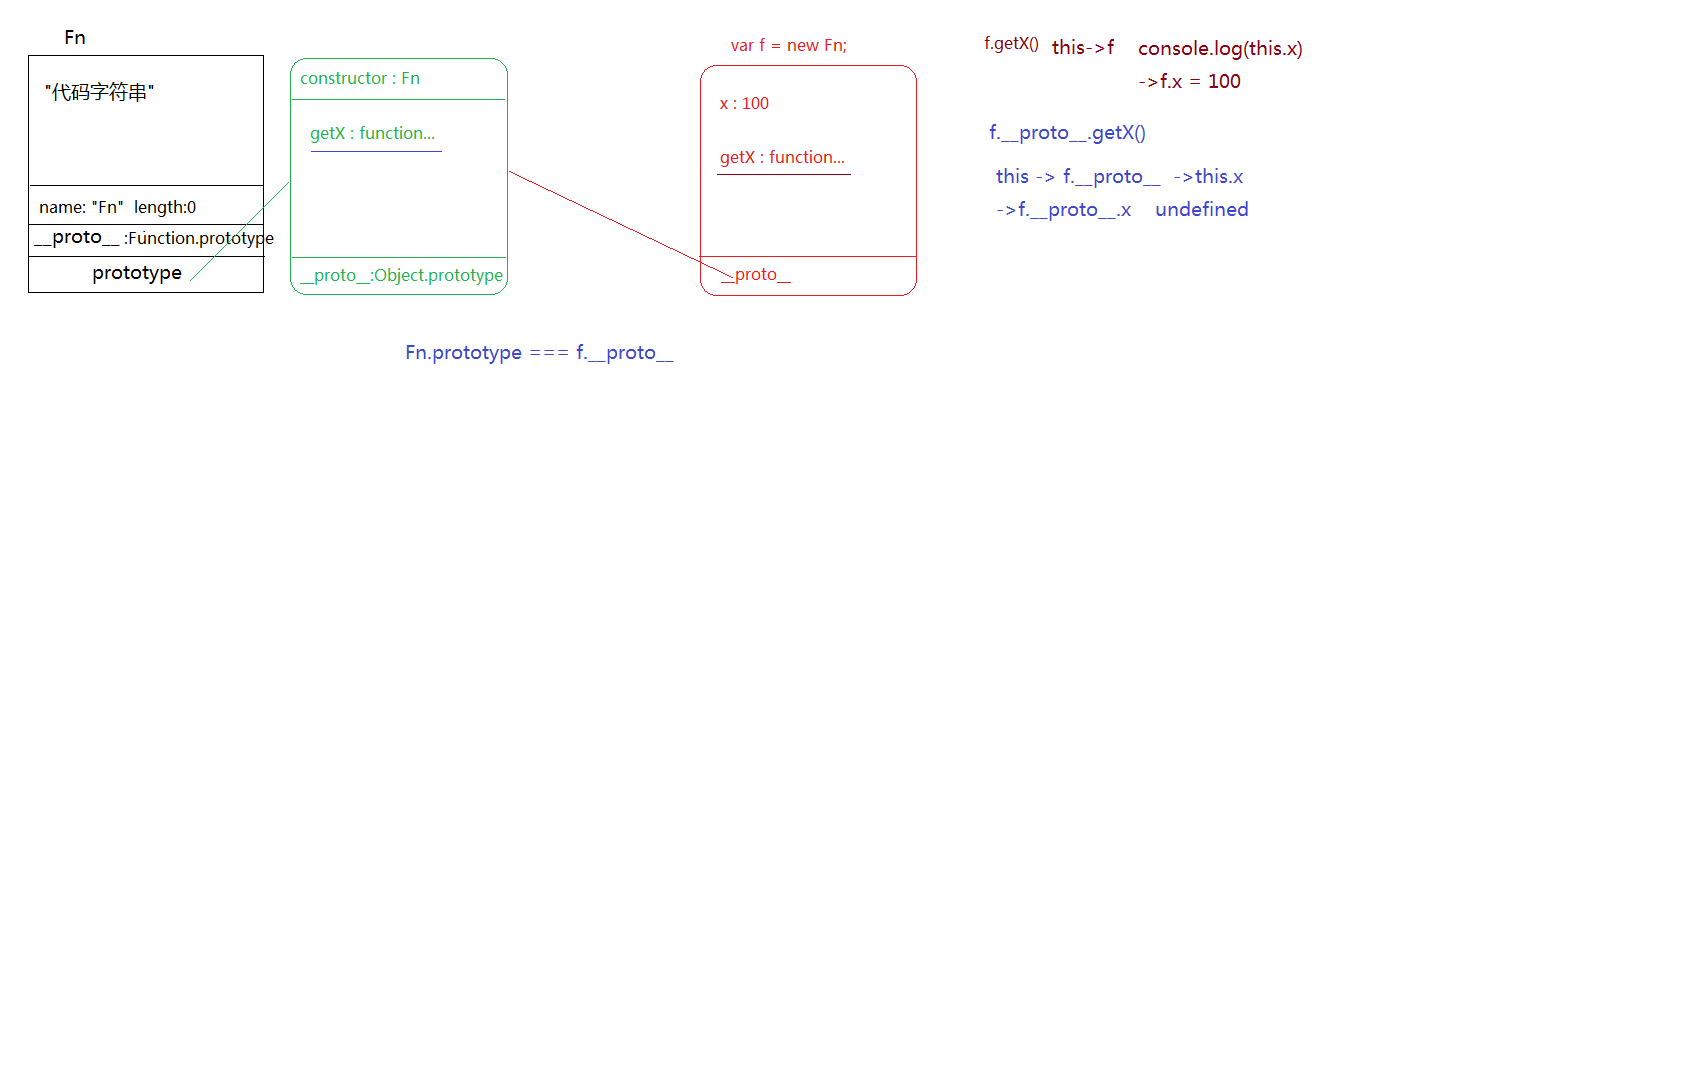 Fn
"代码字符串"
name: "Fn"  length:0
__proto__ :Function.prototype
prototype
constructor : Fn
getX : function...
__proto__:Object.prototype
var f = new Fn;
x : 100
getX : function...
__proto__
f.getX()  this->f  console.log(this.x)
->f.x = 100
f.__proto__.getX()
this -> f.__proto__  ->this.x
->f.__proto__.x  undefined
Fn.prototype === f.__proto__